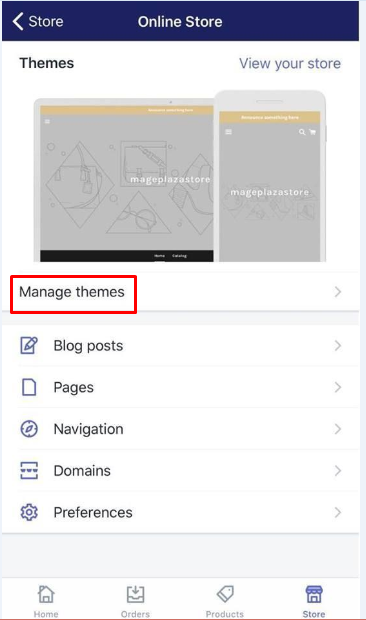 Store
Online Store
Themes
View your store
Announce something here
Announce something here
mageplazastore
mageplazastore
Home Catalog
Manage themes
Blog posts
Pages
Navigation
Domains
Preferences
Home
Orders
Products
Store